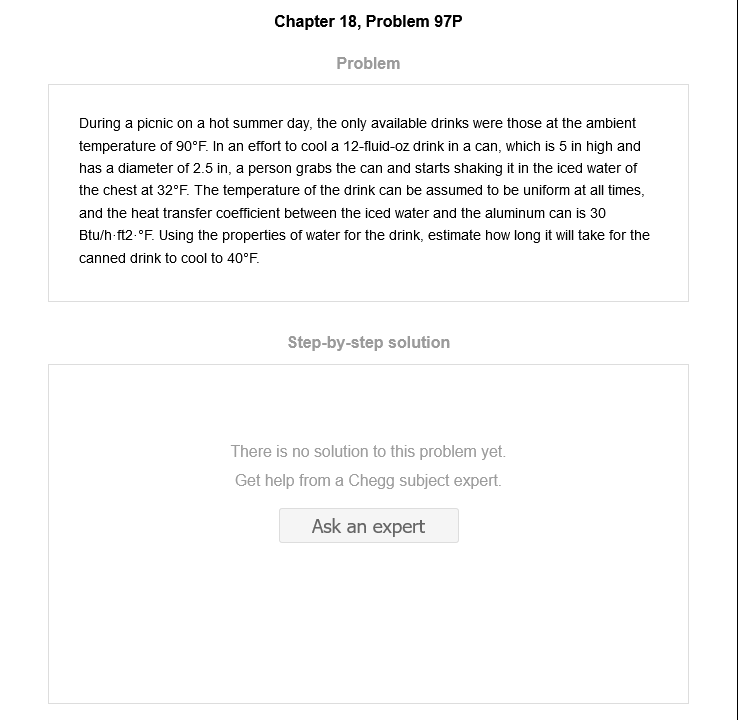 Chapter 18, Problem 97P
Problem
During a picnic on a hot summer day, the only available drinks were those at the ambient
temperature of 90°F. In an effort to cool a 12-fluid-oz drink in a can, which is 5 in high and
has a diameter of 2.5 in, a person grabs the can and starts shaking it in the iced water of
the chest at 32°F. The temperature of the drink can be assumed to be uniform at all times,
and the heat transfer coefficient between the iced water and the aluminum can is 30
Btu/h·ft2·°F. Using the properties of water for the drink, estimate how long it will take for the
canned drink to cool to 40°F.
Step-by-step solution
There is no solution to this problem yet.
Get help from a Chegg subject expert.
Ask an expert